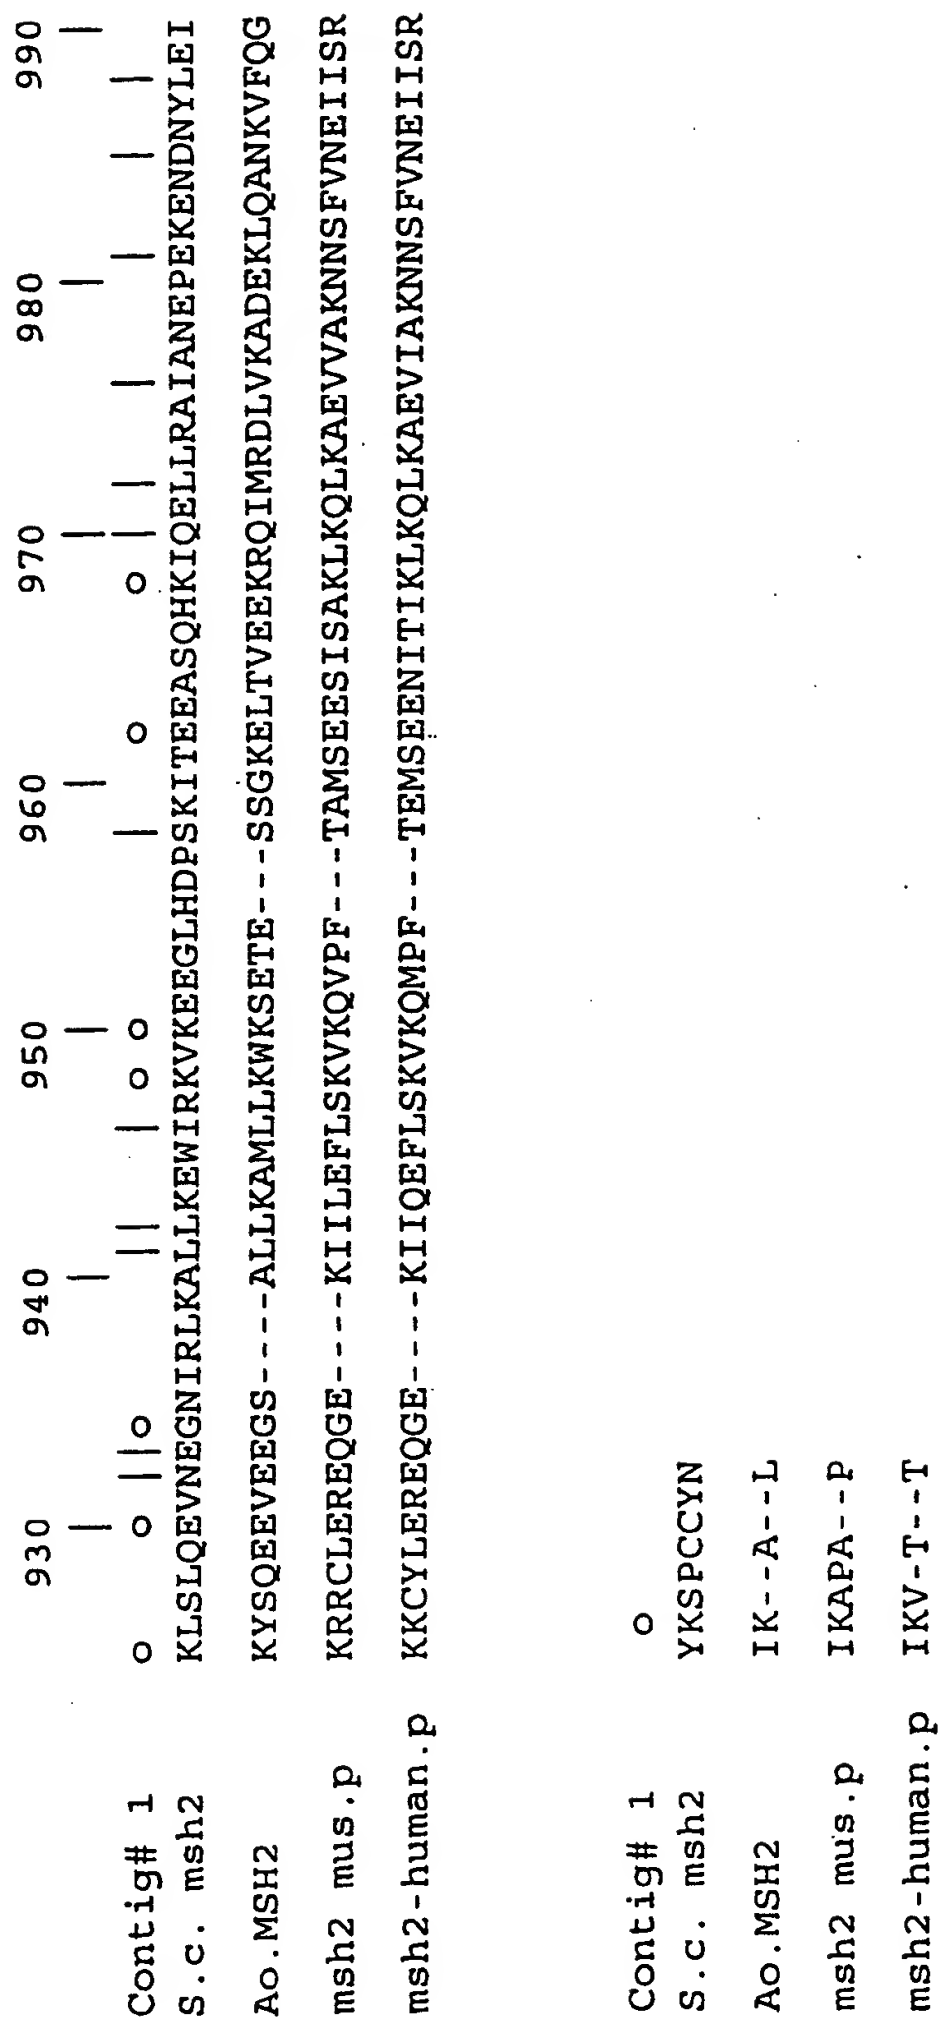 930 940 950 960 970 980 990
Contig# 1 o o | | o | | | o o | o o | | | | | |
S.c. msh2 KLSLQEVNEGNIRLKALLKEWIRKVKEEGLHDPSKITEEASQHKIQELLRAIANEPEKENDNYLEI
Ao.MSH2 KYSQEEVEEGS----ALLKAMLLKWKSETE---SSGKELTVEEKRQIMRDLVKADEKLQANKVFQG
msh2 mus.p KRRCLEREQGE----KIILEFLSKVKQVPF---TAMSEESISAKLKQLKAEVVAKNNSFVNEIISR
msh2-human.p KKCYLEREQGE----KIIQEFLSKVKQMPF---TEMSEENITIKLKQLKAEVIAKNNSFVNEIISR
Contig# 1 o
S.c. msh2 YKSPCCYN
Ao.MSH2 IK--A---L
msh2 mus.p IKAPA---P
msh2-human.p IKV-T---T